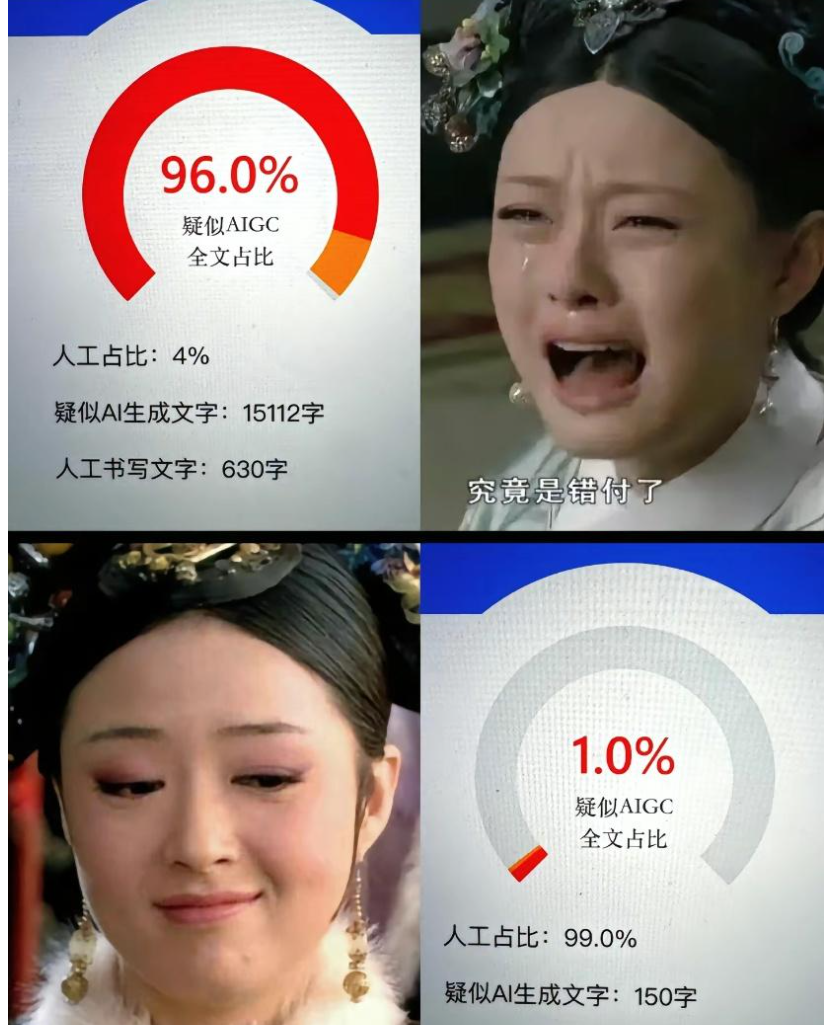 96.0%
疑似AIGC
全文占比
人工占比：4%
疑似AI生成文字：15112字
人工书写文字：630字
究竟是错付了
1.0%
疑似AIGC
全文占比
人工占比：99.0%
疑似AI生成文字：150字